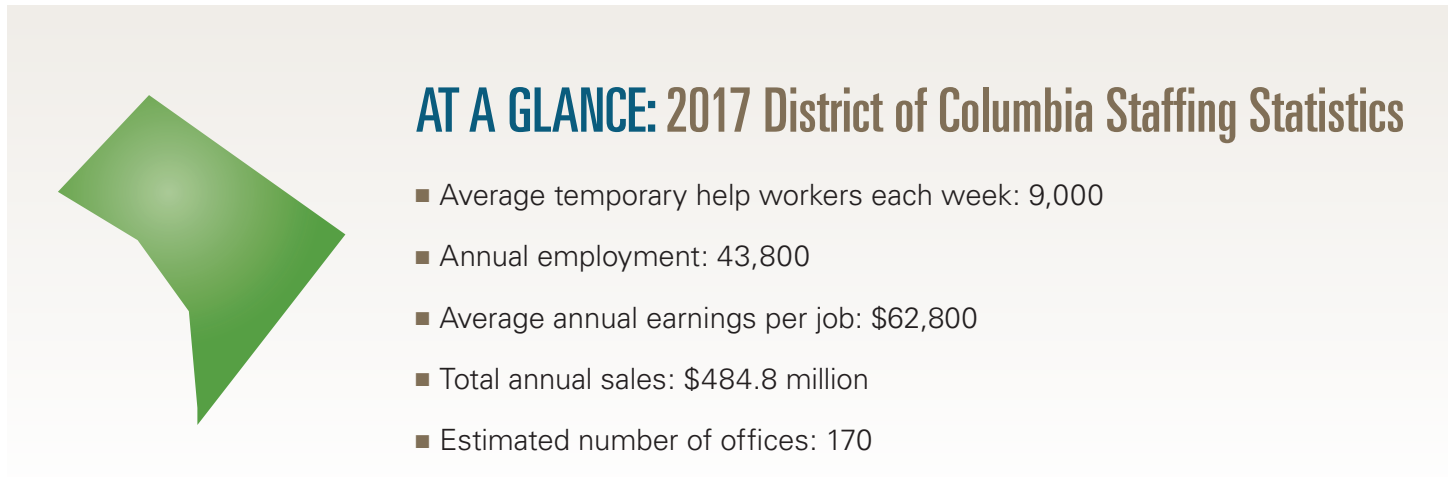 AT A GLANCE: 2017 District of Columbia Staffing Statistics
■ Average temporary help workers each week: 9,000
■ Annual employment: 43,800
■ Average annual earnings per job: $62,800
■ Total annual sales: $484.8 million
■ Estimated number of offices: 170